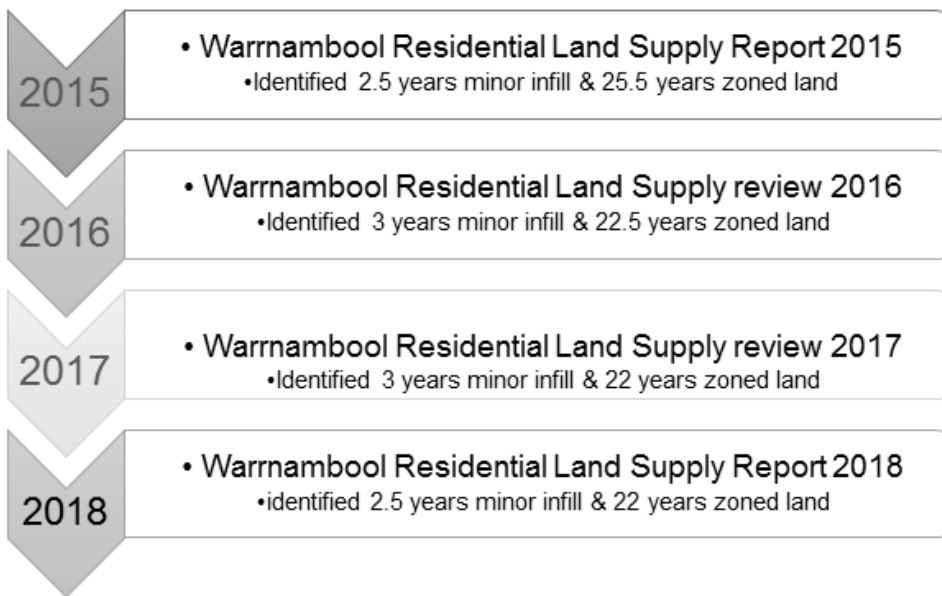 2015
• Warrnambool Residential Land Supply Report 2015
•Identified 2.5 years minor infill & 25.5 years zoned land
2016
• Warrnambool Residential Land Supply review 2016
•Identified 3 years minor infill & 22.5 years zoned land
2017
• Warrnambool Residential Land Supply review 2017
•Identified 3 years minor infill & 22 years zoned land
2018
• Warrnambool Residential Land Supply Report 2018
•identified 2.5 years minor infill & 22 years zoned land